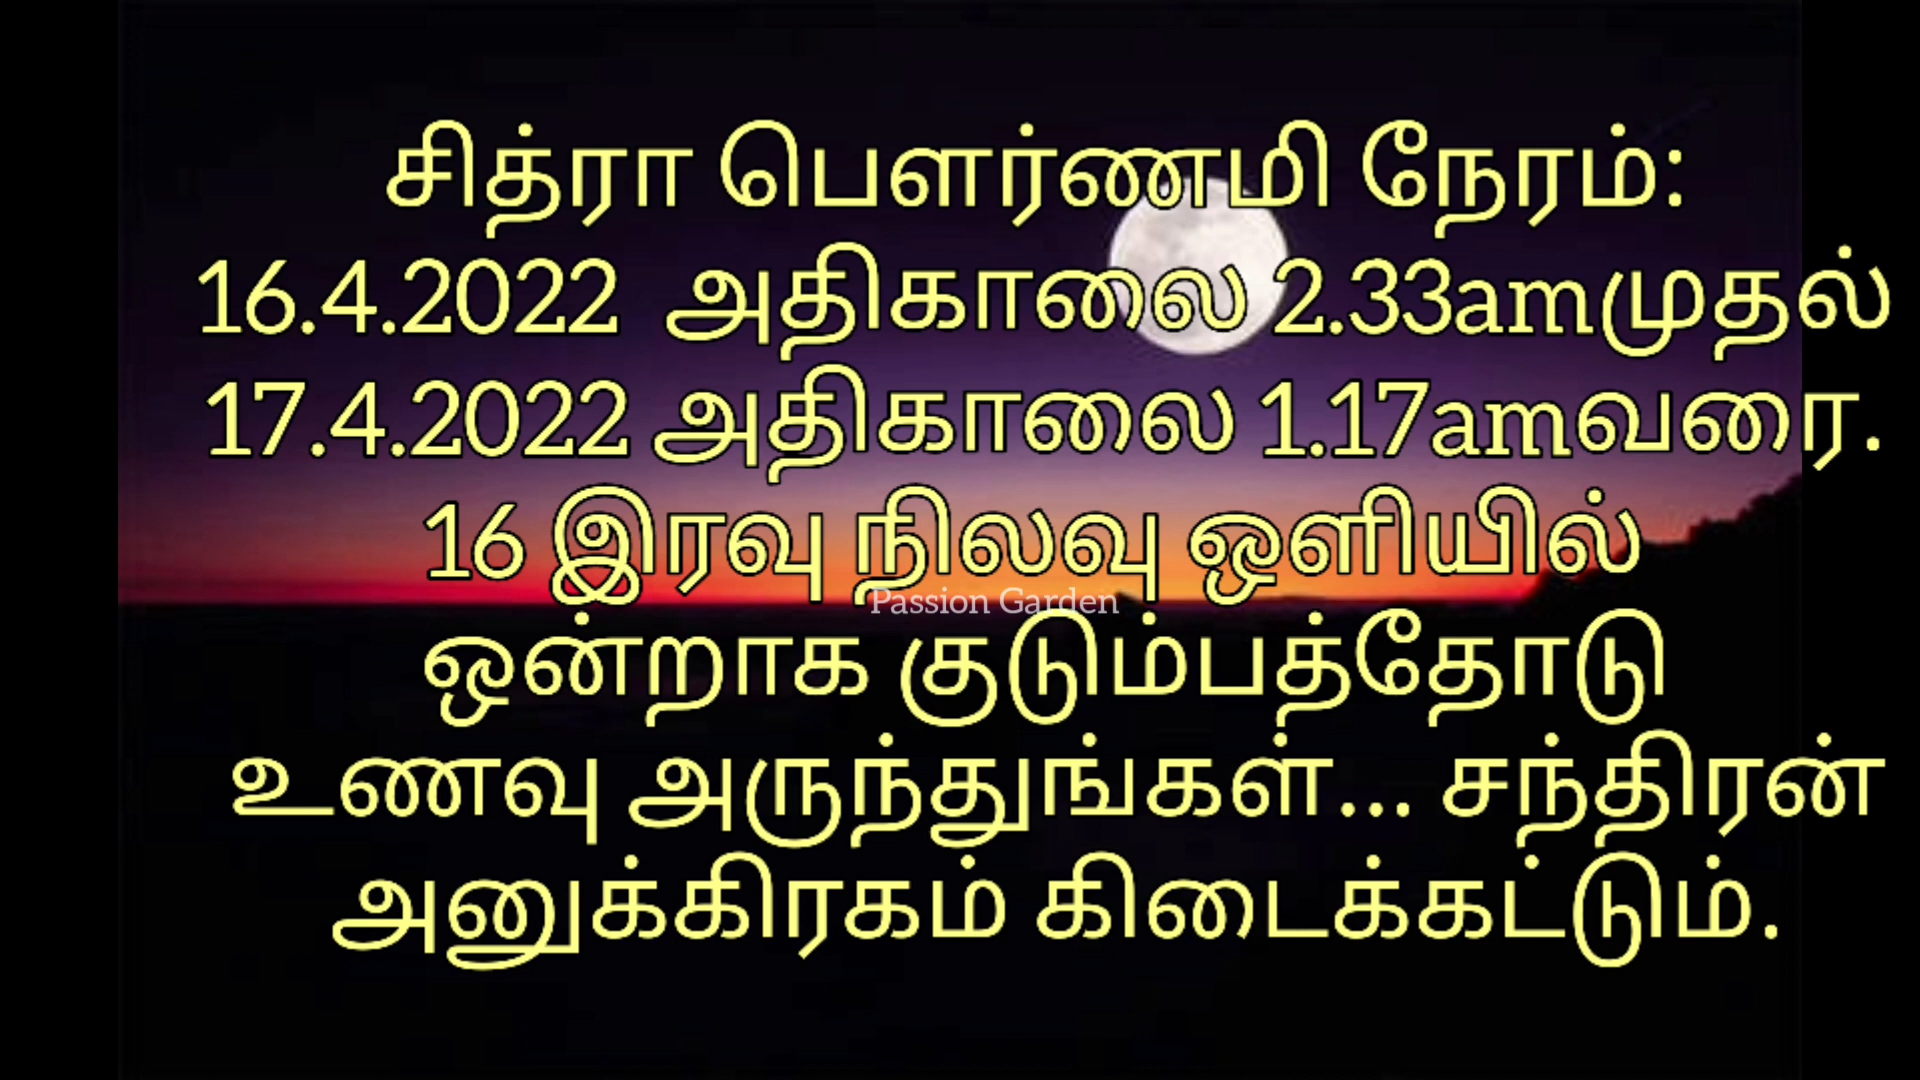 சித்ரா பௌர்ணமி நேரம்:
16.4.2022 அதிகாலை 2.33amமுதல்
17.4.2022 அதிகாலை 1.17amவரை.
16 இரவு நிலவு ஒளியில்
Passion Garden
ஒன்றாக குடும்பத்தோடு
உணவு அருந்துங்கள்... சந்திரன்
அனுக்கிரகம் கிடைக்கட்டும்.